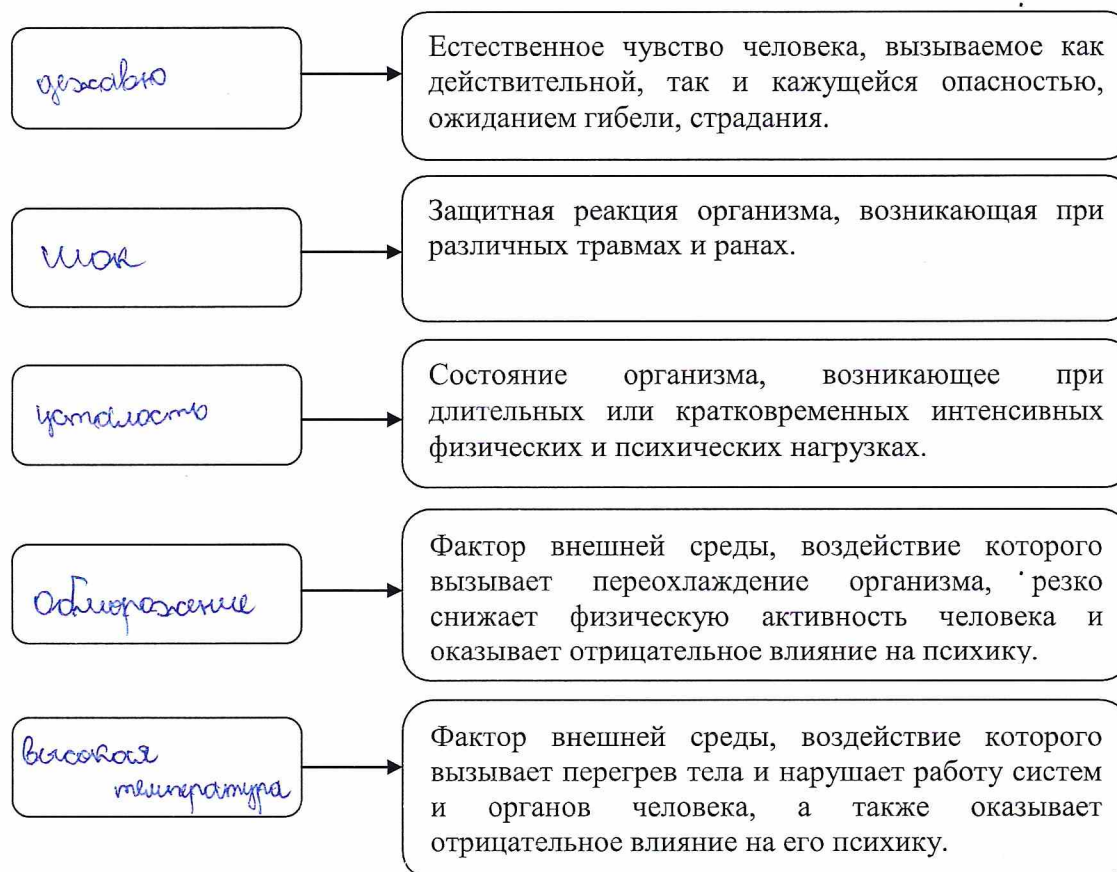 дежавю
Естественное чувство человека, вызываемое как
действительной, так и кажущейся опасностью,
ожиданием гибели, страдания.
шок
Защитная реакция организма, возникающая при
различных травмах и ранах.
усталость
Состояние организма, возникающее при
длительных или кратковременных интенсивных
физических и психических нагрузках.
обморожение
Фактор внешней среды, воздействие которого
вызывает переохлаждение организма, резко
снижает физическую активность человека и
оказывает отрицательное влияние на психику.
высокая
температура
Фактор внешней среды, воздействие которого
вызывает перегрев тела и нарушает работу систем
и органов человека, а также оказывает
отрицательное влияние на его психику.